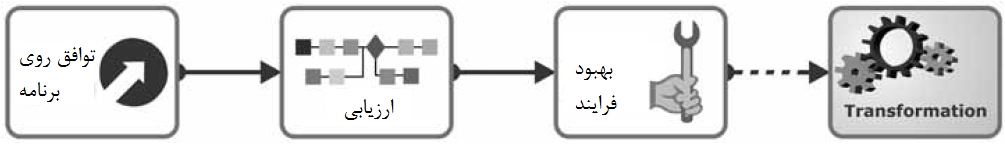 توافق روی
برنامه
ارزیابی
بهبود
فرایند
Transformation